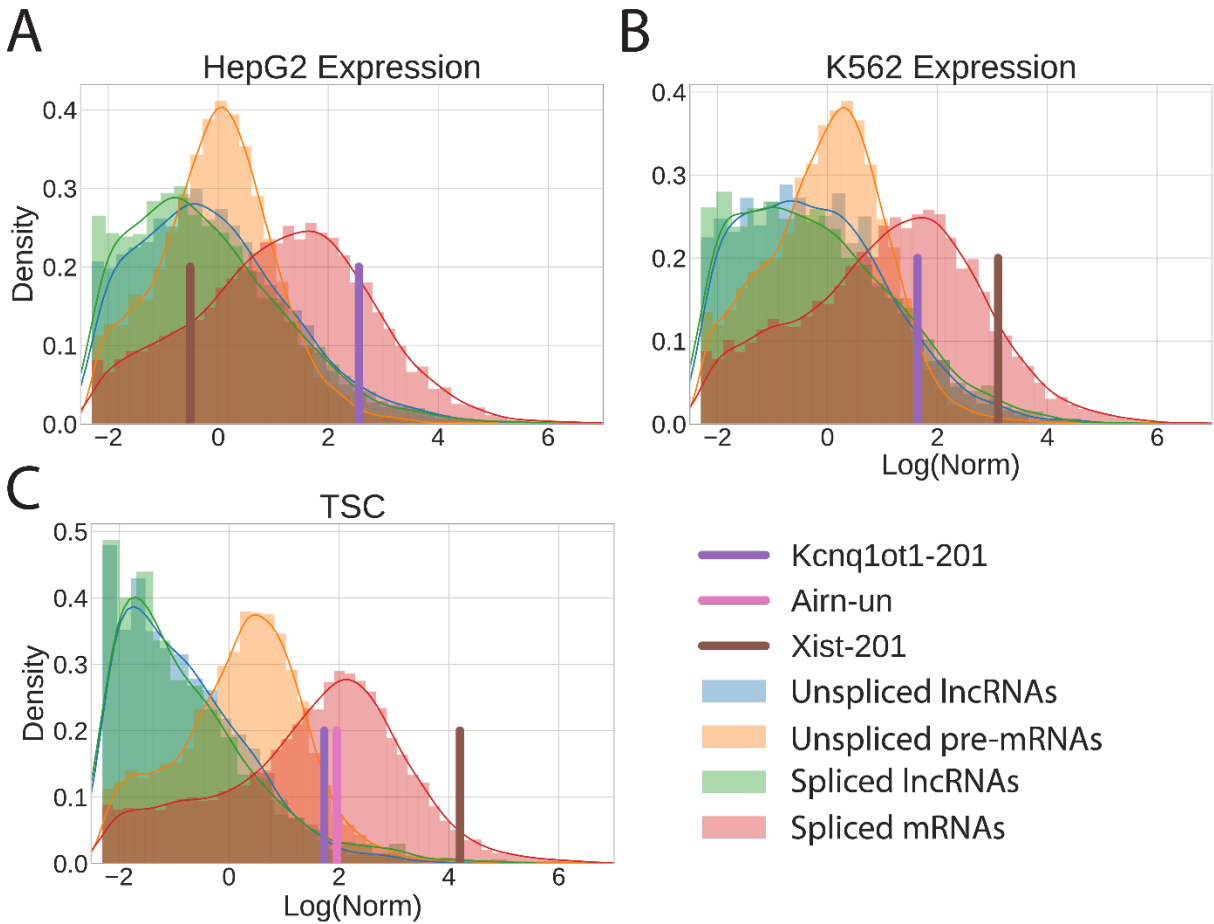 A
HepG2 Expression
Density
0.4
0.3
0.2
0.1
0.0
−2 0 2 4 6
B
K562 Expression
0.4
0.3
0.2
0.1
0.0
−2 0 2 4 6
Log(Norm)
C
TSC
Density
0.5
0.4
0.3
0.2
0.1
0.0
−2 0 2 4 6
Log(Norm)
Kcnq1ot1-201
Airn-un
Xist-201
Unspliced lncRNAs
Unspliced pre-mRNAs
Spliced lncRNAs
Spliced mRNAs